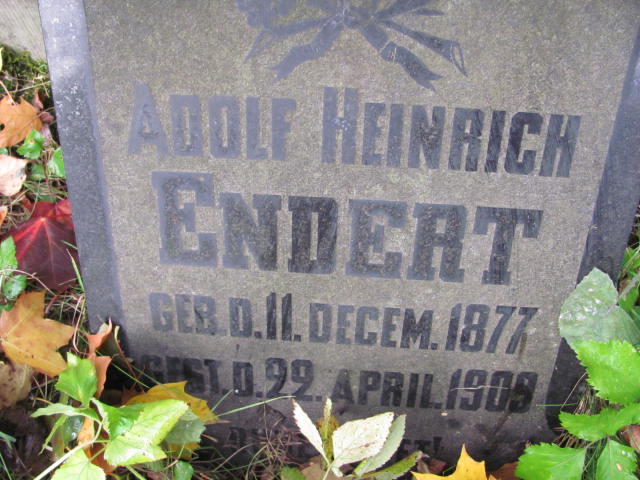 ADOLF HEINRICH
ENDERT
GEB. D. 11. DECEM. 1877
GEST. D. 22. APRIL. 1909